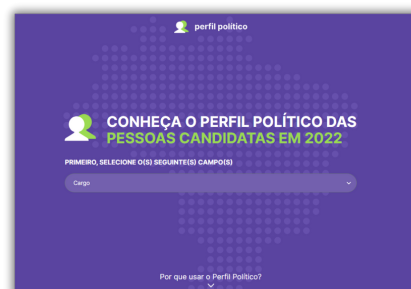 perfil político
CONHEÇA O PERFIL POLÍTICO DAS
PESSOAS CANDIDATAS EM 2022
PRIMEIRO, SELECIONE O(S) SEGUINTE(S) CAMPO(S)
Cargo
Por que usar o Perfil Político?